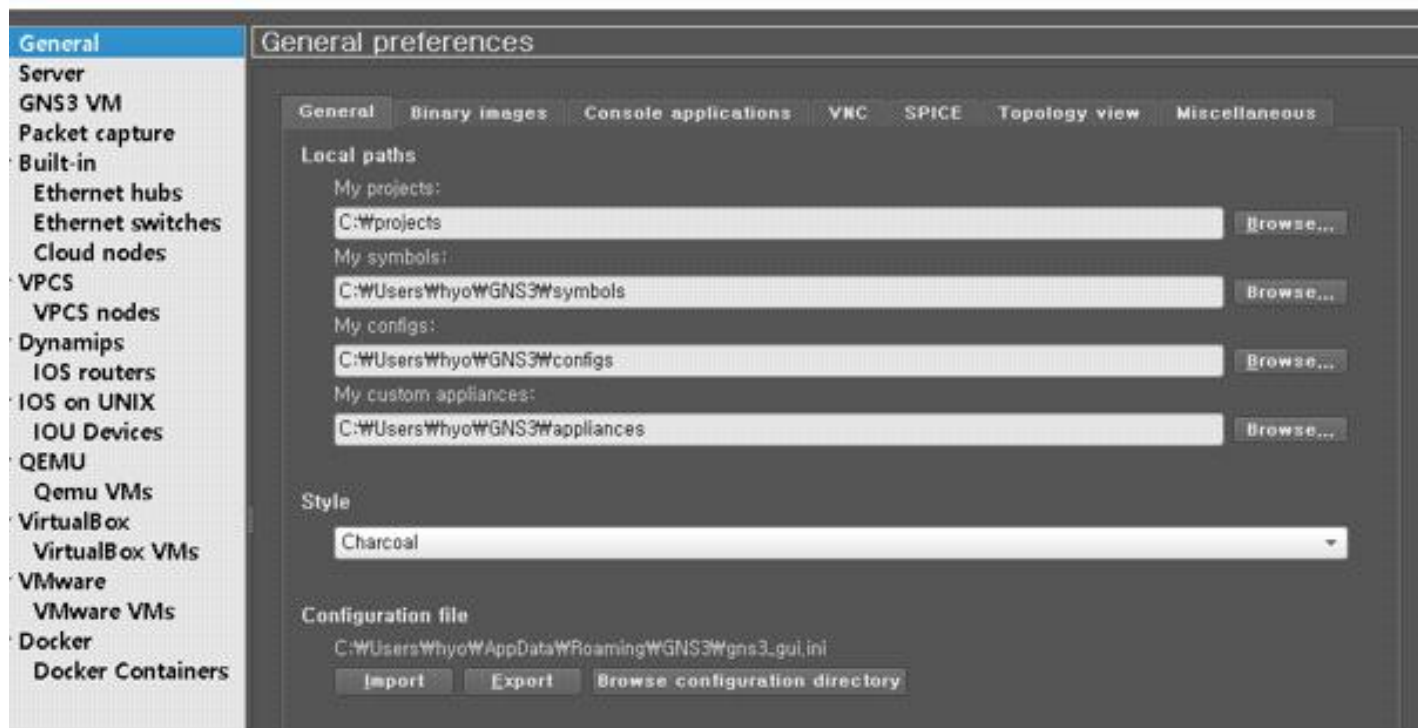 General
Server
GNS3 VM
Packet capture
Built-in
Ethernet hubs
Ethernet switches
Cloud nodes
VPCS
VPCS nodes
Dynamips
IOS routers
IOS on UNIX
IOU Devices
QEMU
Qemu VMs
VirtualBox
VirtualBox VMs
VMware
VMware VMs
Docker
Docker Containers
General preferences
General Binary images Console applications VNC SPICE Topology view Miscellaneous
Local paths
My projects:
C:₩projects Browse...
My symbols:
C:₩Users₩hyo₩GNS3₩symbols Browse...
My configs:
C:₩Users₩hyo₩GNS3₩configs Browse...
My custom appliances:
C:₩Users₩hyo₩GNS3₩appliances Browse...
Style
Charcoal
Configuration file
C:₩Users₩hyo₩AppData₩Roaming₩GNS3₩gns3_gui.ini
Import Export Browse configuration directory